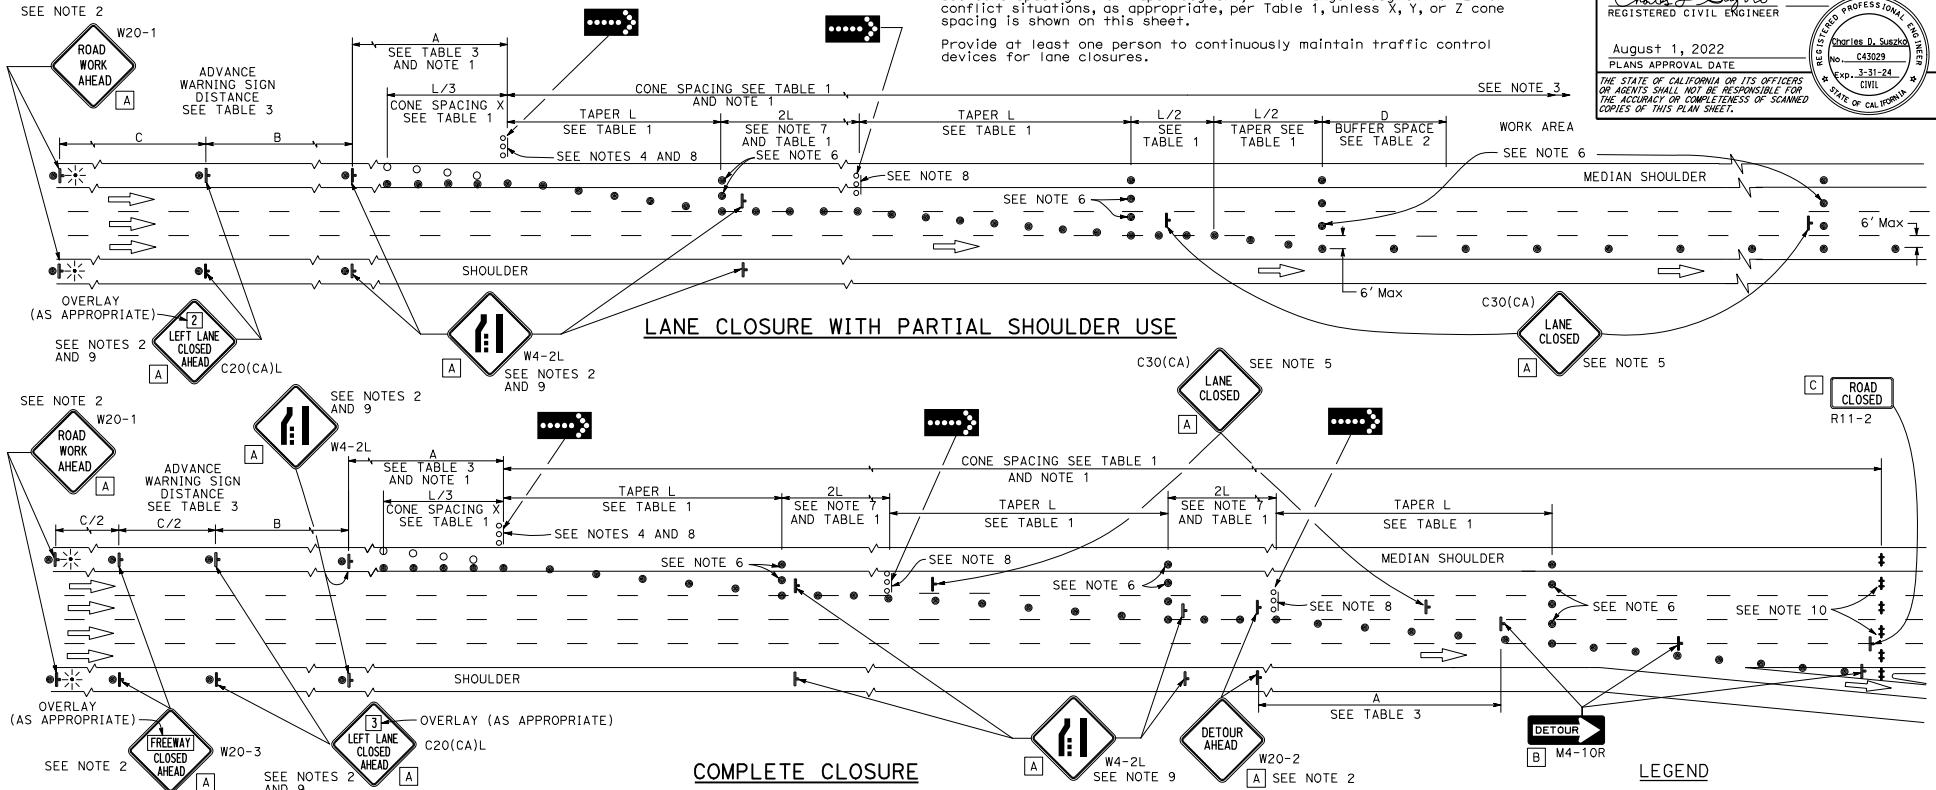 conflict situations, as appropriate, per Table 1, unless X, Y, or Z cone
spacing is shown on this sheet.
Provide at least one person to continuously maintain traffic control
devices for lane closures.
REGISTERED CIVIL ENGINEER
August 1, 2022
PLANS APPROVAL DATE
THE STATE OF CALIFORNIA OR ITS OFFICERS
OR AGENTS SHALL NOT BE RESPONSIBLE FOR
THE ACCURACY OR COMPLETENESS OF SCANNED
COPIES OF THIS PLAN SHEET.
REGISTERED PROFESSIONAL ENGINEER
Charles D. Suszko
No. C43029
Exp. 3-31-24
CIVIL
STATE OF CALIFORNIA
SEE NOTE 2
W20-1
ROAD
WORK
AHEAD
A
ADVANCE
WARNING SIGN
DISTANCE
SEE TABLE 3
A
SEE TABLE 3
AND NOTE 1
L/3
CONE SPACING X
SEE TABLE 1
CONE SPACING SEE TABLE 1
AND NOTE 1
SEE NOTE 3
C
B
TAPER L
SEE TABLE 1
2L
SEE NOTE 7
AND TABLE 1
TAPER L
SEE TABLE 1
L/2
SEE
TABLE 1
L/2
TAPER SEE
TABLE 1
D
BUFFER SPACE
SEE TABLE 2
WORK AREA
SEE NOTES 4 AND 8
SEE NOTE 6
SEE NOTE 8
SEE NOTE 6
SEE NOTE 6
MEDIAN SHOULDER
6' Max
6' Max
SHOULDER
OVERLAY
(AS APPROPRIATE)
2
LEFT LANE
CLOSED
AHEAD
SEE NOTES 2
AND 9
A
C20(CA)L
A
W4-2L
SEE NOTES 2
AND 9
LANE CLOSURE WITH PARTIAL SHOULDER USE
C30(CA)
LANE
CLOSED
A
SEE NOTE 5
SEE NOTE 2
W20-1
ROAD
WORK
AHEAD
A
SEE NOTES 2
AND 9
W4-2L
A
C30(CA)
LANE
CLOSED
SEE NOTE 5
A
C
ROAD
CLOSED
R11-2
ADVANCE
WARNING SIGN
DISTANCE
SEE TABLE 3
A
SEE TABLE 3
AND NOTE 1
L/3
CONE SPACING X
SEE TABLE 1
CONE SPACING SEE TABLE 1
AND NOTE 1
C/2
C/2
B
TAPER L
SEE TABLE 1
2L
SEE NOTE 7
AND TABLE 1
TAPER L
SEE TABLE 1
2L
SEE NOTE 7
AND TABLE 1
TAPER L
SEE TABLE 1
SEE NOTES 4 AND 8
SEE NOTE 6
SEE NOTE 8
SEE NOTE 6
SEE NOTE 8
MEDIAN SHOULDER
SEE NOTE 6
SEE NOTE 10
SHOULDER
A
SEE TABLE 3
OVERLAY
(AS APPROPRIATE)
FREEWAY
CLOSED
AHEAD
W20-3
SEE NOTE 2
A
3
LEFT LANE
CLOSED
AHEAD
OVERLAY (AS APPROPRIATE)
C20(CA)L
SEE NOTES 2
AND 9
A
COMPLETE CLOSURE
A
W4-2L
SEE NOTE 9
DETOUR
AHEAD
W20-2
A
SEE NOTE 2
DETOUR
B
M4-10R
LEGEND